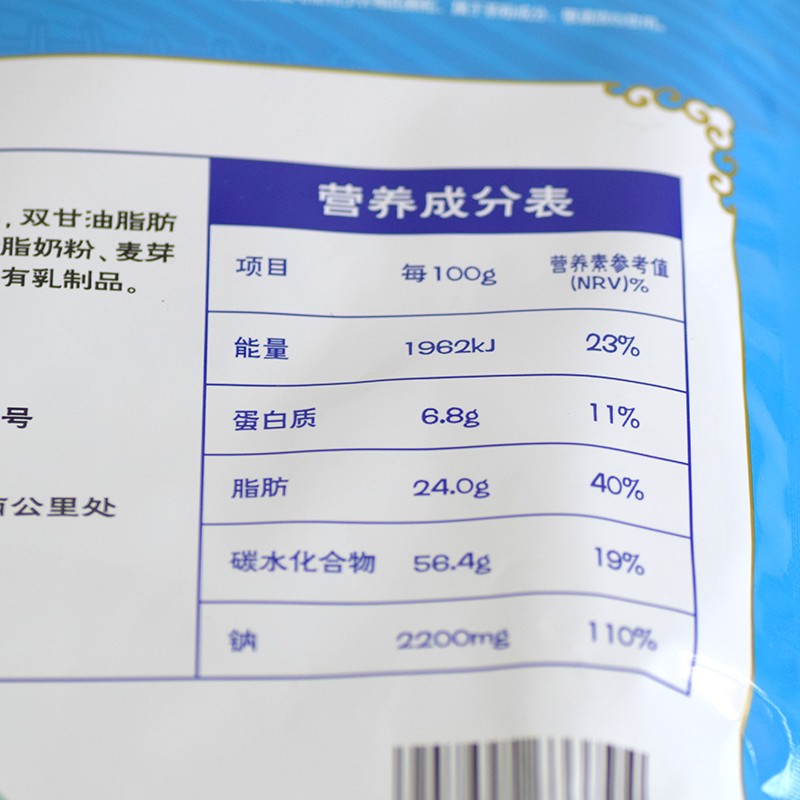 ，双甘油脂肪
脂奶粉、麦芽
有乳制品。
号
公里处
营养成分表
项目 每100g 营养素参考值
(NRV)%
能量 1962kJ 23%
蛋白质 6.8g 11%
脂肪 24.0g 40%
碳水化合物 56.4g 19%
钠 2200mg 110%